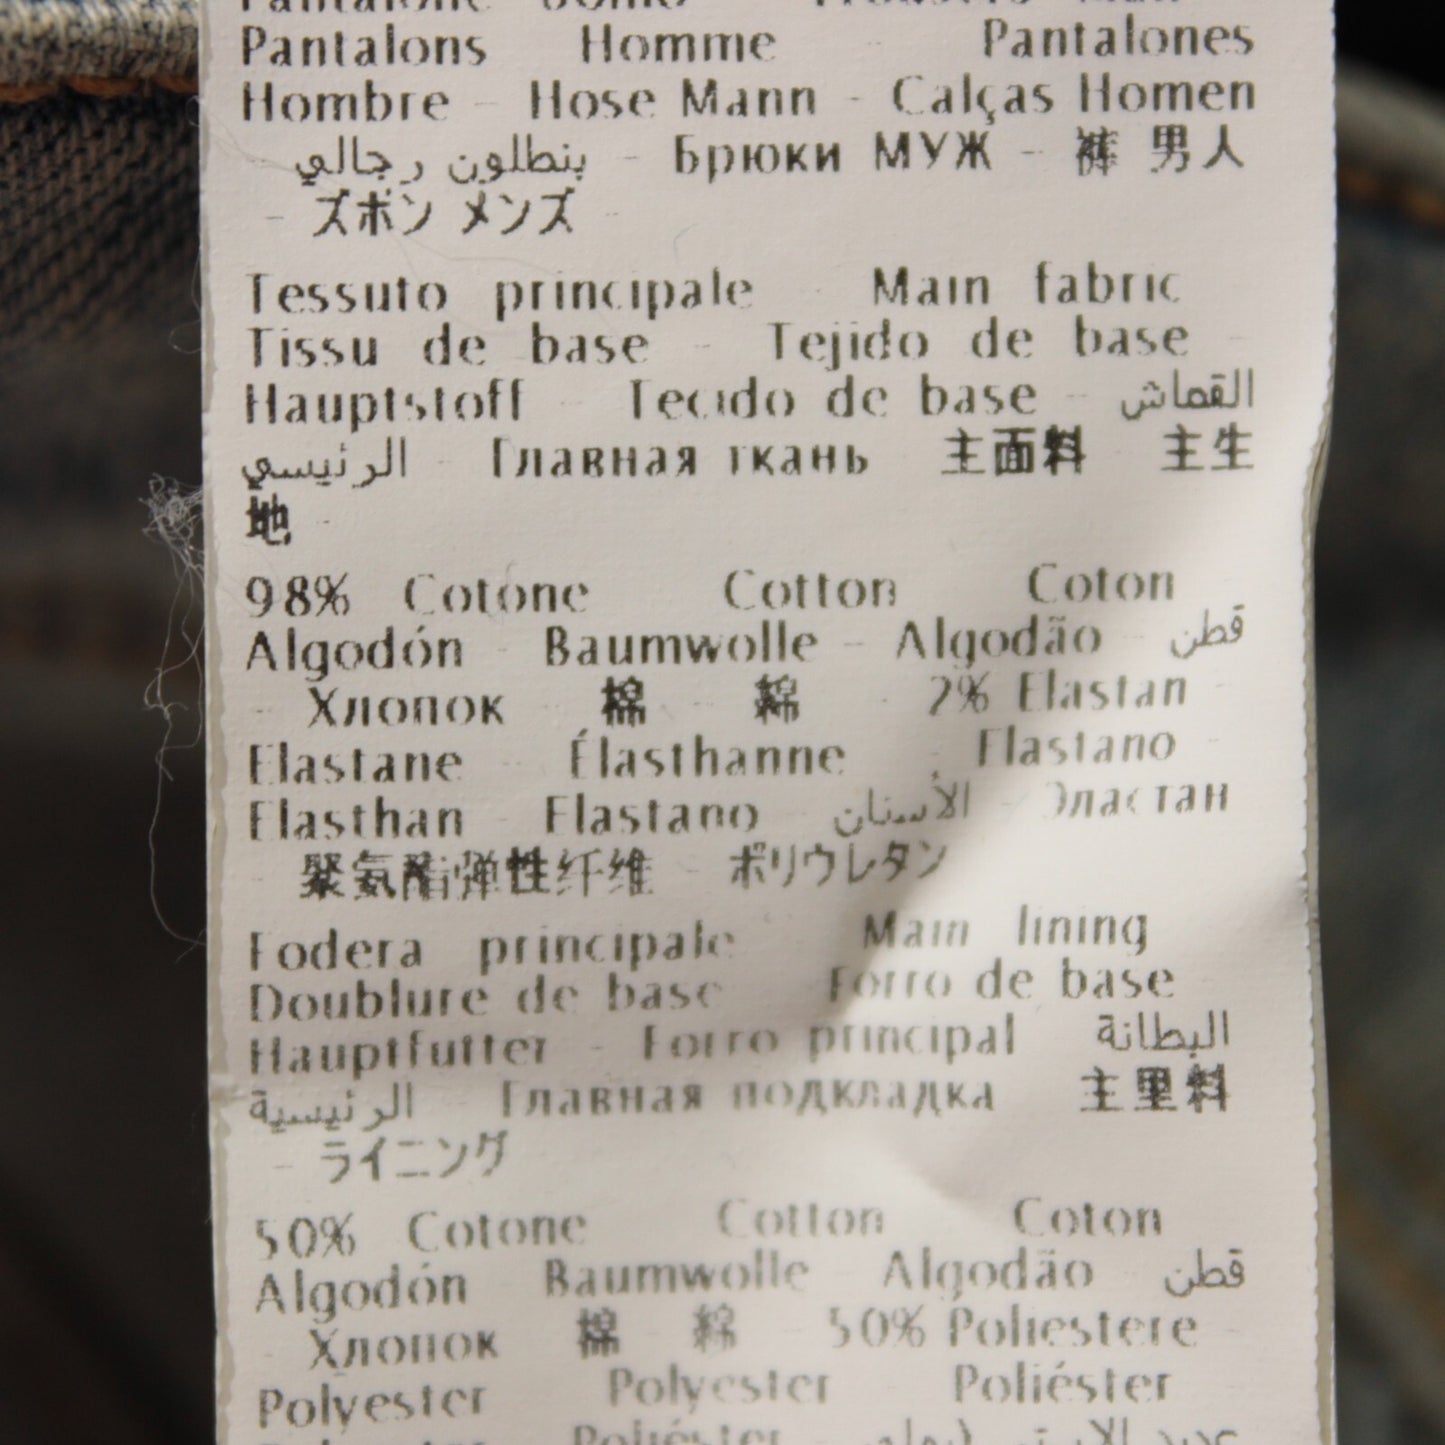 Pantalone Uomo
Pantalons Homme Pantalones
Hombre - Hose Mann - Calças Homen
بنطلون رجالي - Брюки МУЖ - 裤 男人
- ズボン メンズ
Tessuto principale - Main fabric
Tissu de base - Tejido de base -
Hauptstoff - Tecido de base - القماش
الرئيسي - Главная ткань 主面料 主生
地
98% Cotone Cotton Coton
Algodón Baumwolle - Algodão - قطن
- Хлопок 棉 - 綿 - 2% Elastan -
Elastane Élasthanne - Elastano -
Elasthan Elastano الأستان - Эластан
- 聚氨酯弹性纤维 - ポリウレタン
Fodera principale Main lining
Doublure de base Forro de base -
Hauptfutter - Forro principal البطانة
الرئيسية Главная подкладка 主里料
- ライニング
50% Cotone Cotton Coton
Algodón Baumwolle - Algodão - قطن
- Хлопок 棉 - 綿 - 50% Poliestere
Polyester Polyester Poliéster
Poliéster